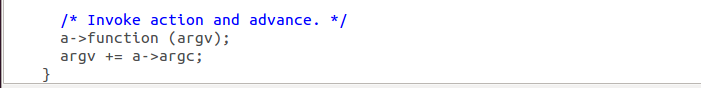 /* Invoke action and advance. */
a->function (argv);
argv += a->argc;
}